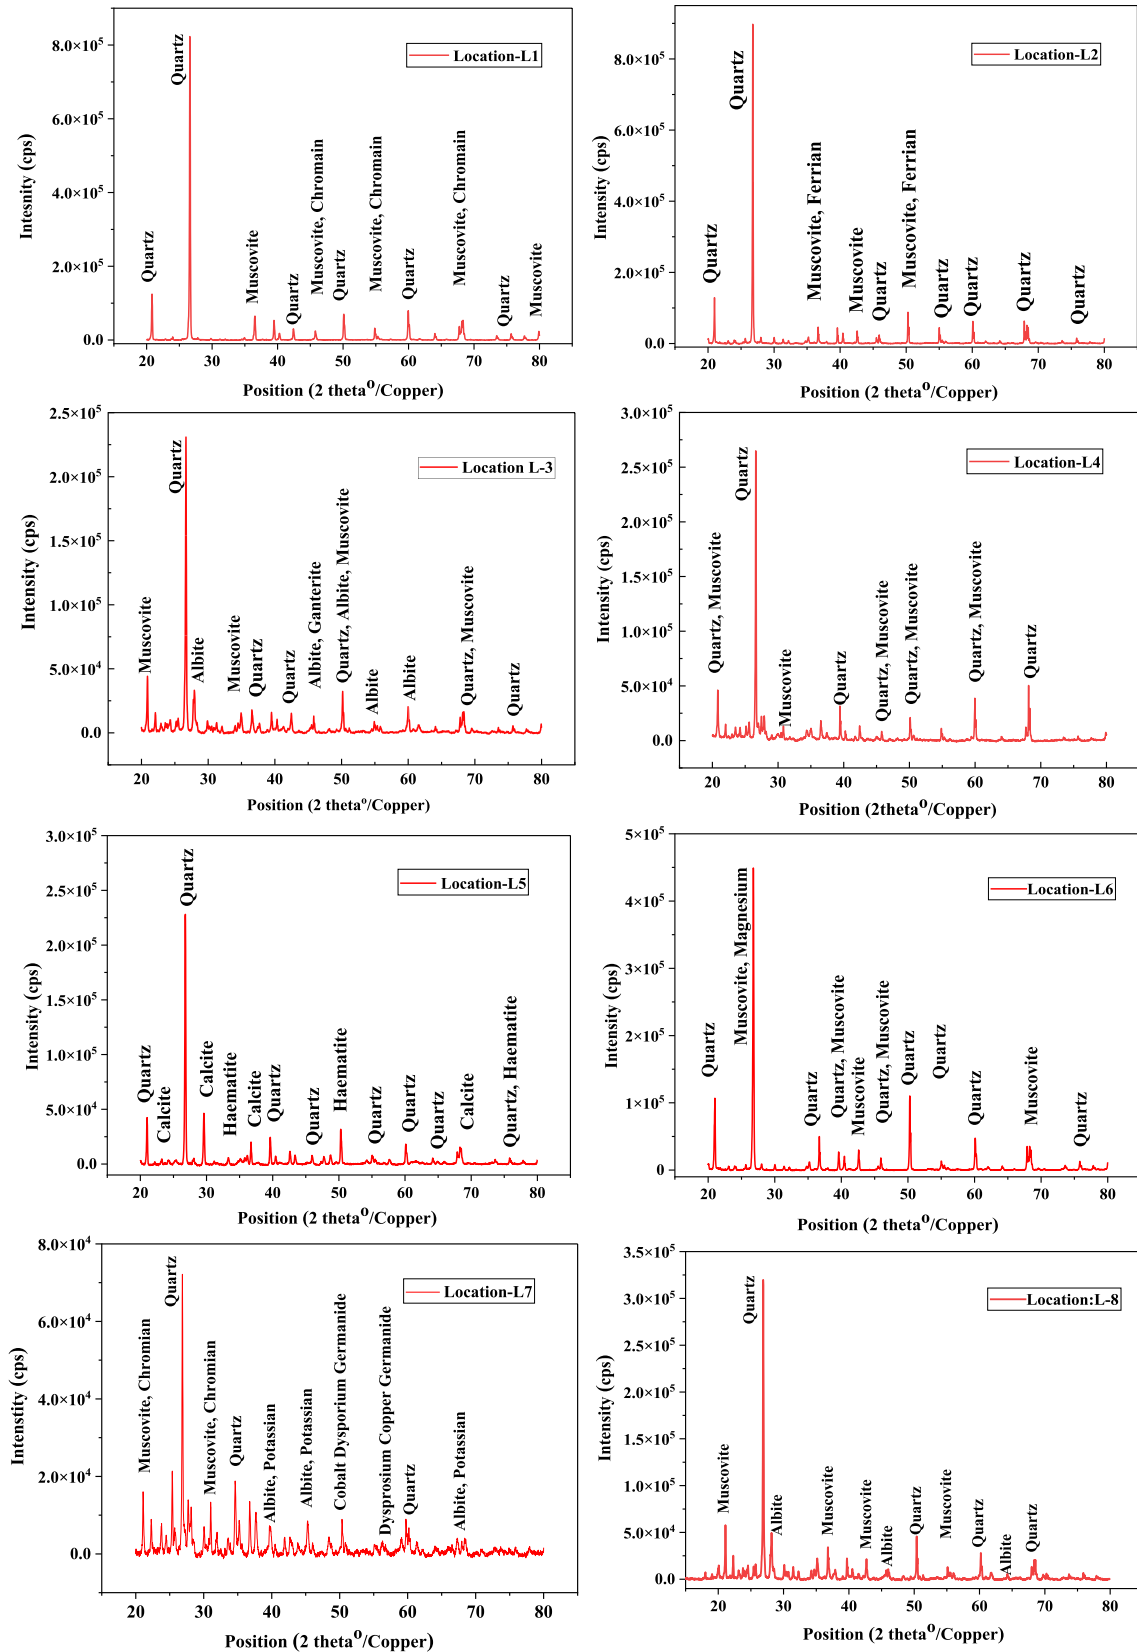 Location-L1
Intesnity (cps)
8.0×10⁵
6.0×10⁵
4.0×10⁵
2.0×10⁵
0.0
Quartz
Quartz
Muscovite
Quartz
Muscovite, Chromain
Quartz
Muscovite, Chromain
Quartz
Muscovite, Chromain
Quartz
Muscovite
20 30 40 50 60 70 80
Position (2 thetaᴼ/Copper)
Location-L2
Intensity (cps)
8.0×10⁵
6.0×10⁵
4.0×10⁵
2.0×10⁵
0.0
Quartz
Quartz
Muscovite, Ferrian
Muscovite
Quartz
Muscovite, Ferrian
Quartz
Quartz
Quartz
Quartz
20 30 40 50 60 70 80
Position (2 thetaᴼ/Copper)
Location L-3
Intensity (cps)
2.5×10⁵
2.0×10⁵
1.5×10⁵
1.0×10⁵
5.0×10⁴
0.0
Muscovite
Quartz
Albite
Muscovite
Quartz
Quartz
Albite, Ganterite
Quartz, Albite, Muscovite
Albite
Albite
Quartz, Muscovite
Quartz
20 30 40 50 60 70 80
Position (2 thetaᵒ/Copper)
Location-L4
Intensity (cps)
3.0×10⁵
2.5×10⁵
2.0×10⁵
1.5×10⁵
1.0×10⁵
5.0×10⁴
0.0
Quartz, Muscovite
Quartz
Muscovite
Quartz
Quartz, Muscovite
Quartz, Muscovite
Quartz, Muscovite
Quartz
20 30 40 50 60 70 80
Position (2thetaᴼ/Copper)
Location-L5
Intensity (cps)
3.0×10⁵
2.5×10⁵
2.0×10⁵
1.5×10⁵
1.0×10⁵
5.0×10⁴
0.0
Quartz
Calcite
Quartz
Calcite
Haematite
Calcite
Quartz
Quartz
Haematite
Quartz
Quartz
Quartz
Calcite
Quartz, Haematite
20 30 40 50 60 70 80
Position (2 thetaᴼ/Copper)
Location-L6
Intensity (cps)
5×10⁵
4×10⁵
3×10⁵
2×10⁵
1×10⁵
0
Quartz
Muscovite, Magnesium
Quartz
Quartz, Muscovite
Muscovite
Quartz, Muscovite
Quartz
Quartz
Quartz
Muscovite
Quartz
20 30 40 50 60 70 80
Position (2 thetaᴼ/Copper)
Location-L7
Intenstity (cps)
8.0×10⁴
6.0×10⁴
4.0×10⁴
2.0×10⁴
0.0
Muscovite, Chromian
Quartz
Muscovite, Chromian
Quartz
Albite, Potassian
Albite, Potassian
Cobalt Dysporium Germanide
Dysprosium Copper Germanide
Quartz
Albite, Potassian
20 30 40 50 60 70 80
Position (2 thetaᴼ/Copper)
Location:L-8
Intensity (cps)
3.5×10⁵
3.0×10⁵
2.5×10⁵
2.0×10⁵
1.5×10⁵
1.0×10⁵
5.0×10⁴
0.0
Muscovite
Quartz
Albite
Muscovite
Muscovite
Albite
Quartz
Muscovite
Quartz
Albite
Quartz
20 30 40 50 60 70 80
Position (2 thetaᴼ/Copper)